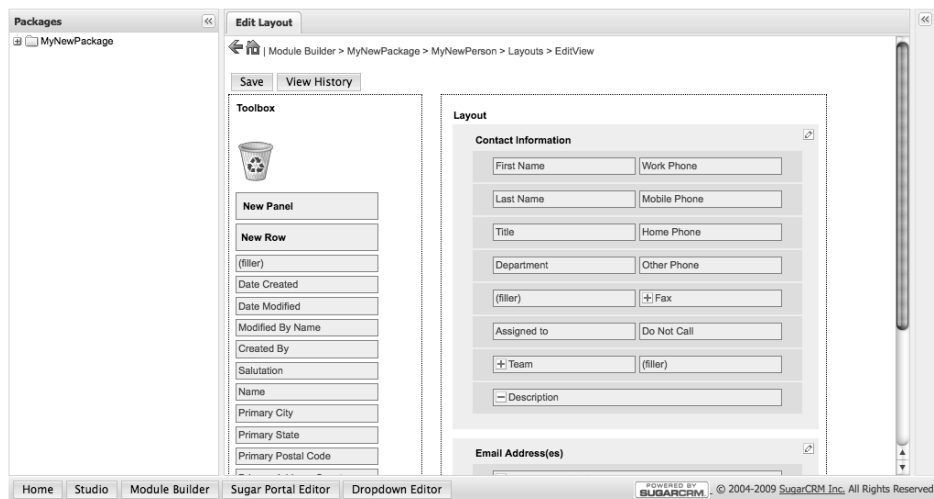 Packages
MyNewPackage
Edit Layout
| Module Builder > MyNewPackage > MyNewPerson > Layouts > EditView
Save View History
Toolbox
New Panel
New Row
(filler)
Date Created
Date Modified
Modified By Name
Created By
Salutation
Name
Primary City
Primary State
Primary Postal Code
Layout
Contact Information
First Name Work Phone
Last Name Mobile Phone
Title Home Phone
Department Other Phone
(filler) Fax
Assigned to Do Not Call
Team (filler)
Description
Email Address(es)
Home Studio Module Builder Sugar Portal Editor Dropdown Editor
POWERED BY
SUGARCRM. © 2004-2009 SugarCRM Inc. All Rights Reserved